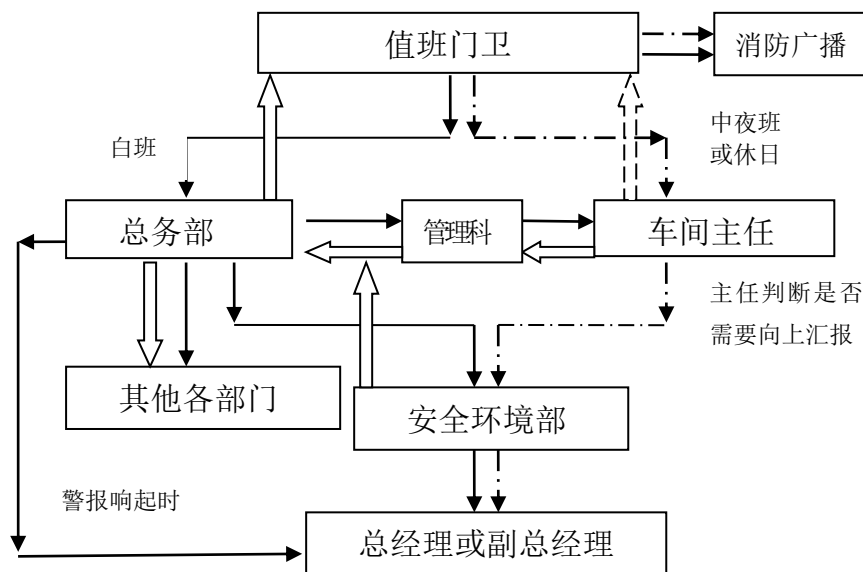 值班门卫
消防广播
白班
中夜班
或休日
总务部
管理科
车间主任
主任判断是否
需要向上汇报
其他各部门
安全环境部
警报响起时
总经理或副总经理